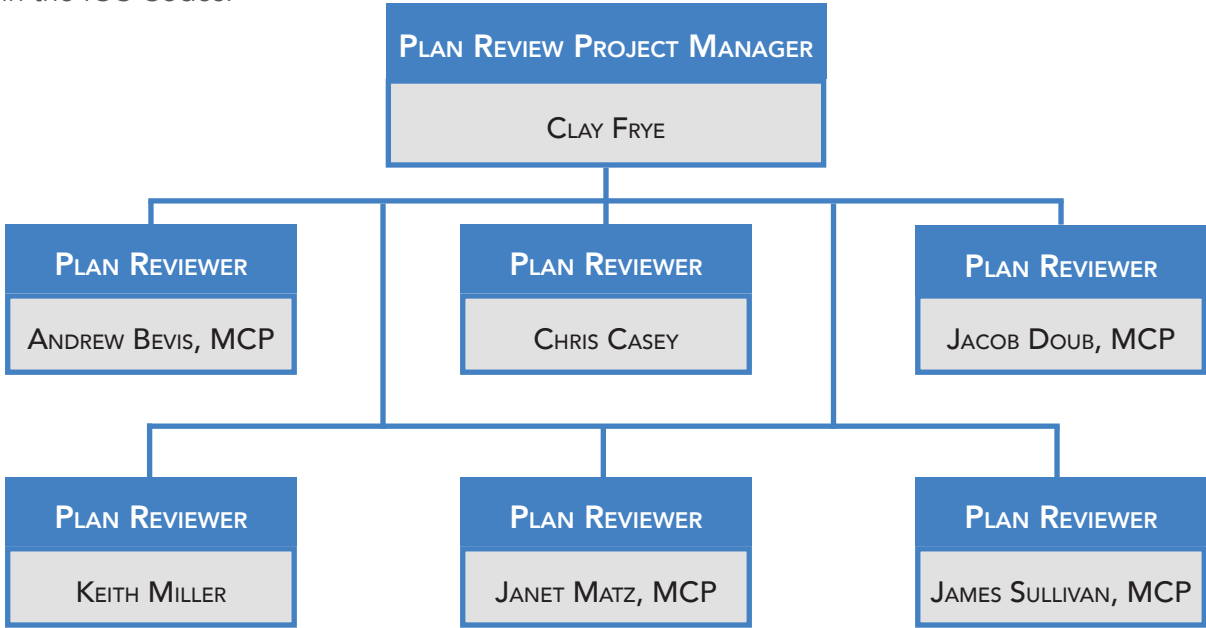 Plan Review Project Manager
Clay Frye
Plan Reviewer
Andrew Bevis, MCP
Plan Reviewer
Chris Casey
Plan Reviewer
Jacob Doub, MCP
Plan Reviewer
Keith Miller
Plan Reviewer
Janet Matz, MCP
Plan Reviewer
James Sullivan, MCP